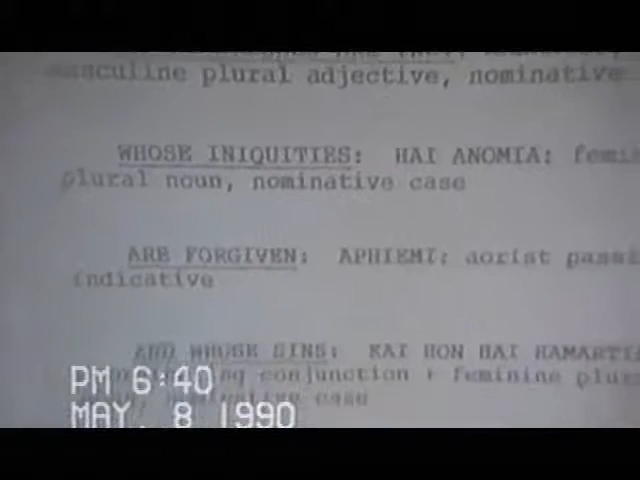 masculine plural adjective, nominative
WHOSE INIQUITIES: HAI ANOMIA: femi
plural noun, nominative case
ARE FORGIVEN: APHIEMI: aorist passi
indicative
AND WHOSE SINS: KAI HON HAI HAMARTI
conjunction + feminine plur
case
PM 6:40
MAY. 8 1990